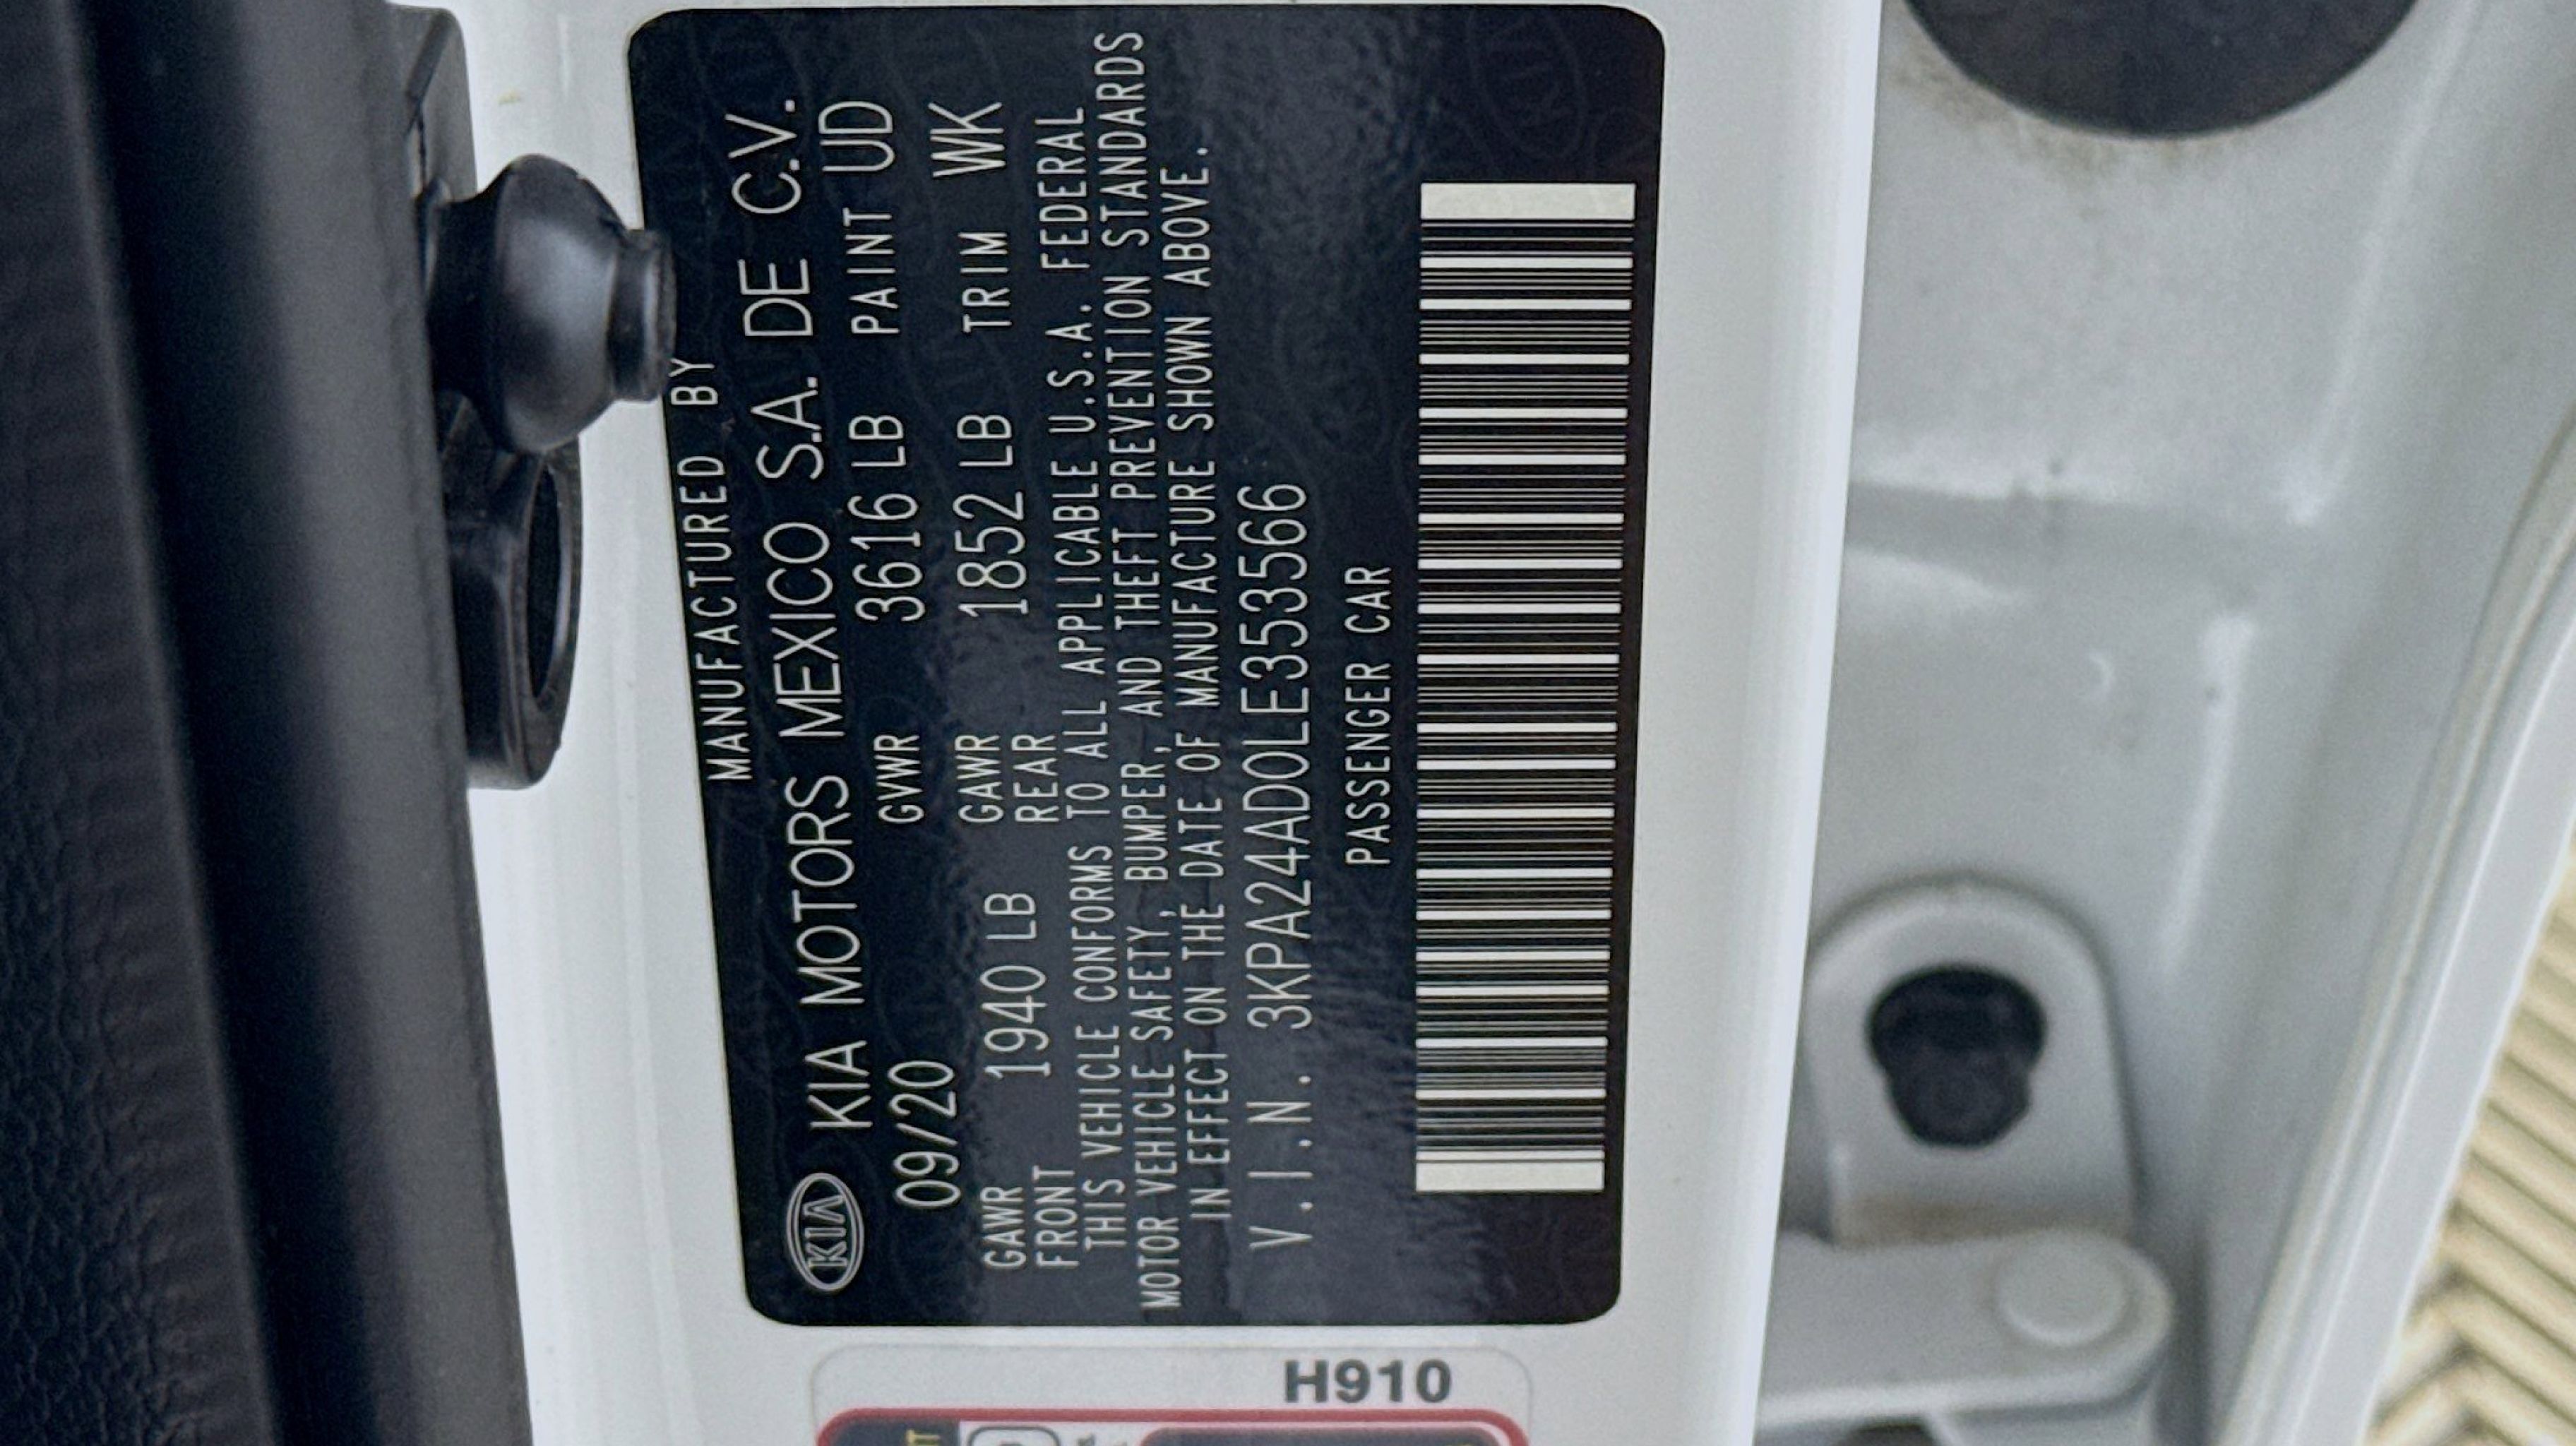 MANUFACTURED BY
KIA KIA MOTORS MEXICO S.A. DE C.V.
09/20 GVWR 3616 LB PAINT UD
GAWR FRONT 1940 LB GAWR REAR 1852 LB TRIM WK
THIS VEHICLE CONFORMS TO ALL APPLICABLE U.S.A. FEDERAL
MOTOR VEHICLE SAFETY, BUMPER, AND THEFT PREVENTION STANDARDS
IN EFFECT ON THE DATE OF MANUFACTURE SHOWN ABOVE.
V.I.N. 3KPA24AD0LE353566
PASSENGER CAR
H910